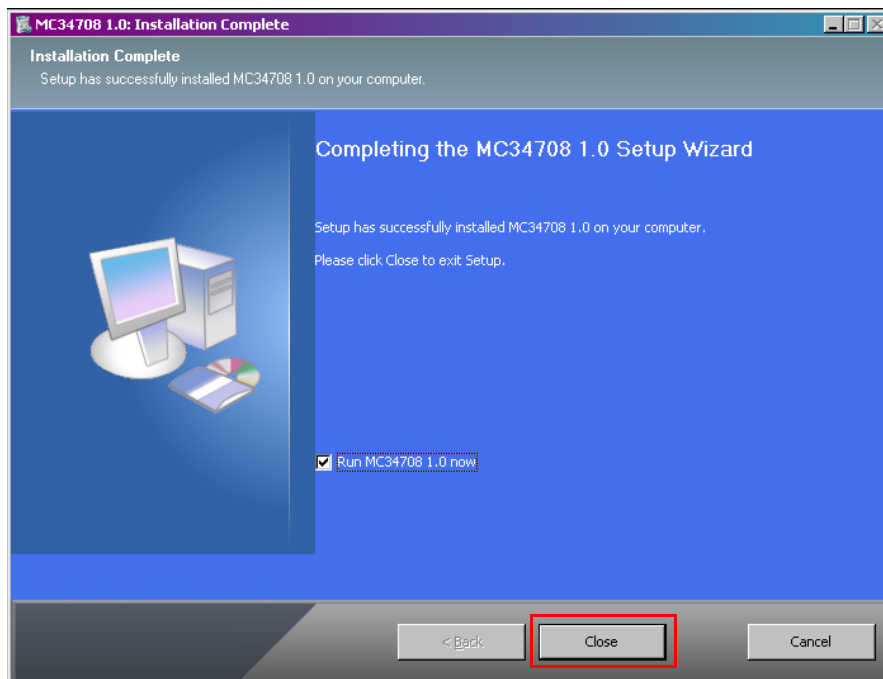 MC34708 1.0: Installation Complete
Installation Complete
Setup has successfully installed MC34708 1.0 on your computer.
Completing the MC34708 1.0 Setup Wizard
Setup has successfully installed MC34708 1.0 on your computer.
Please click Close to exit Setup.
Run MC34708 1.0 now
< Back
Close
Cancel